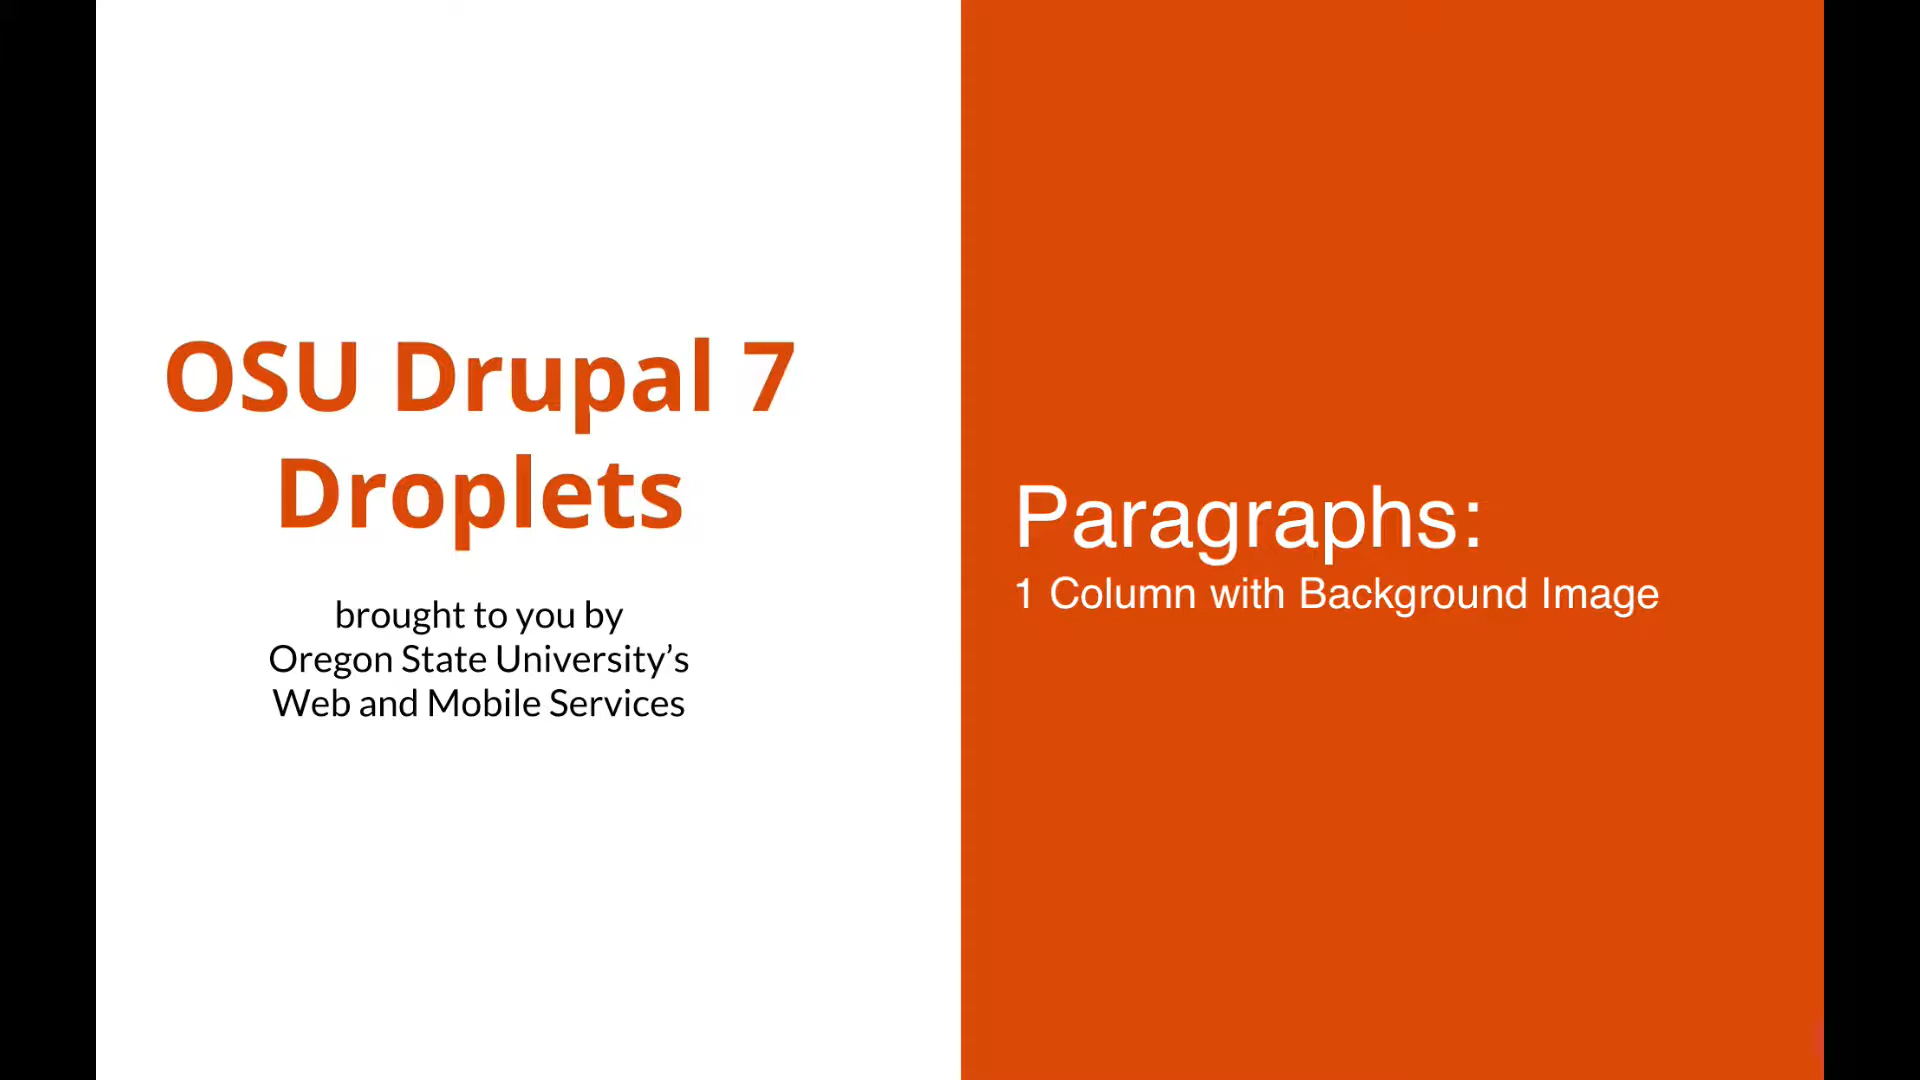 OSU Drupal 7
Droplets
brought to you by
Oregon State University’s
Web and Mobile Services
Paragraphs:
1 Column with Background Image